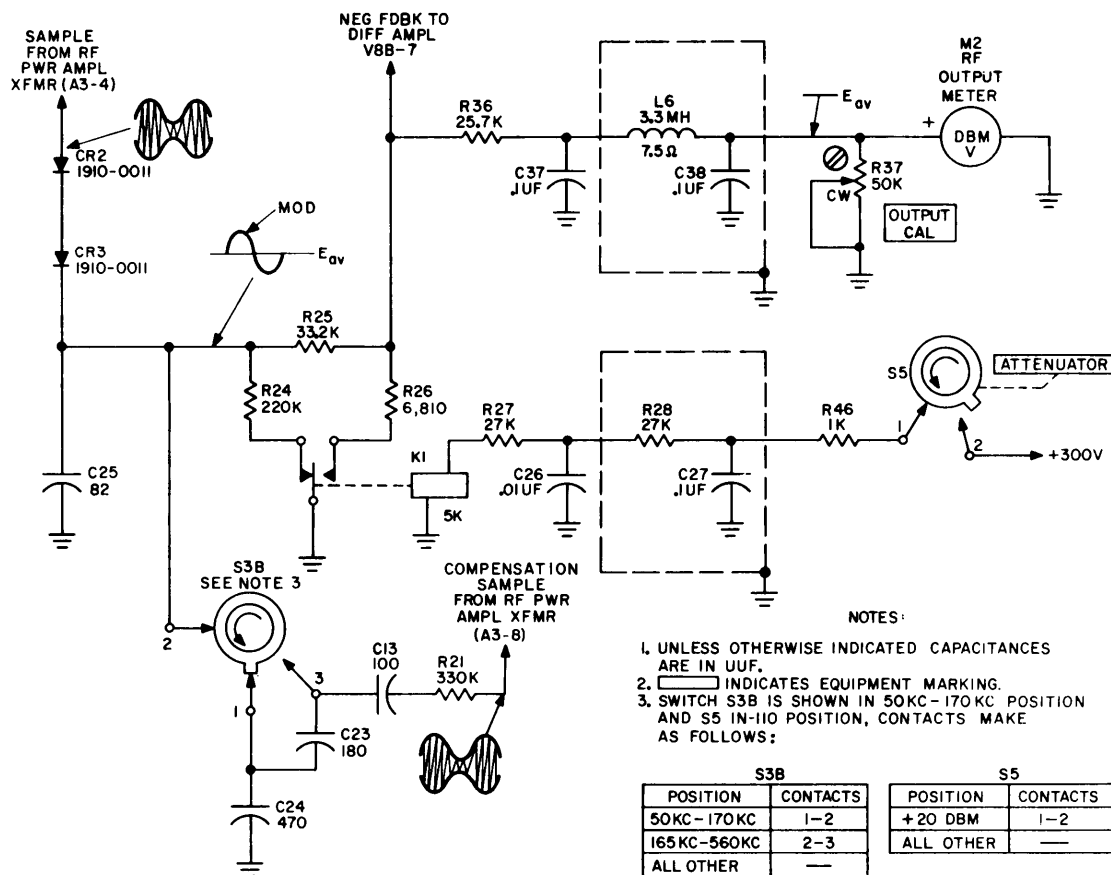 SAMPLE
FROM RF
PWR AMPL
XFMR (A3-4)
NEG FDBK TO
DIFF AMPL
V8B-7
M2
RF
OUTPUT
METER
CR2
1910-0011
CR3
1910-0011
MOD
Eav
R36
25.7K
L6
3.3MH
7.5Ω
C37
.1UF
C38
.1UF
Eav
+
DBM
V
R37
50K
CW
OUTPUT
CAL
R25
33.2K
R24
220K
R26
6,810
R27
27K
R28
27K
R46
1K
S5
ATTENUATOR
1
2
+300V
C25
82
K1
5K
C26
.01UF
C27
.1UF
S3B
SEE NOTE 3
2
3
1
C13
100
R21
330K
COMPENSATION
SAMPLE
FROM RF PWR
AMPL XFMR
(A3-8)
C23
180
C24
470
NOTES:
1. UNLESS OTHERWISE INDICATED CAPACITANCES
ARE IN UUF.
2. INDICATES EQUIPMENT MARKING.
3. SWITCH S3B IS SHOWN IN 50KC-170KC POSITION
AND S5 IN-110 POSITION, CONTACTS MAKE
AS FOLLOWS:
S3B
POSITION CONTACTS
50KC-170KC 1-2
165KC-560KC 2-3
ALL OTHER —
S5
POSITION CONTACTS
+20 DBM 1-2
ALL OTHER —